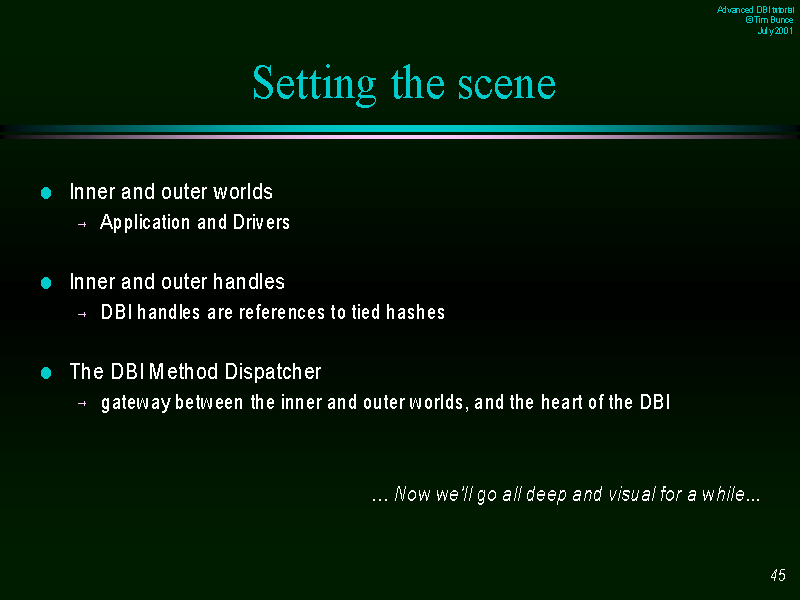 Advanced DBI tutorial
© Tim Bunce
July 2001
Setting the scene
Inner and outer worlds
→ Application and Drivers
Inner and outer handles
→ DBI handles are references to tied hashes
The DBI Method Dispatcher
→ gateway between the inner and outer worlds, and the heart of the DBI
... Now we'll go all deep and visual for a while...
45